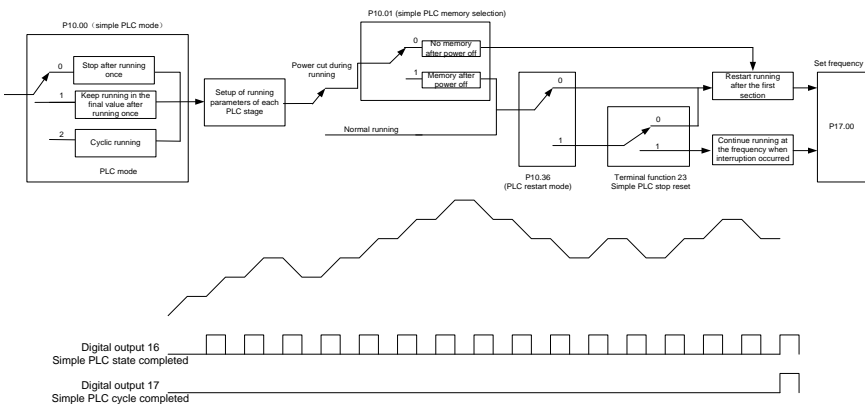 P10.00（simple PLC mode）
0
Stop after running
once
1
Keep running in the
final value after
running once
2
Cyclic running
PLC mode
Setup of running
parameters of each
PLC stage
Power cut during
running
Normal running
P10.01 (simple PLC memory selection)
0
No memory
after power off
1
Memory after
power off
0
1
P10.36
(PLC restart mode)
0
1
Terminal function 23
Simple PLC stop reset
Restart running
after the first
section
Continue running at
the frequency when
interruption occurred
Set frequency
P17.00
Digital output 16
Simple PLC state completed
Digital output 17
Simple PLC cycle completed